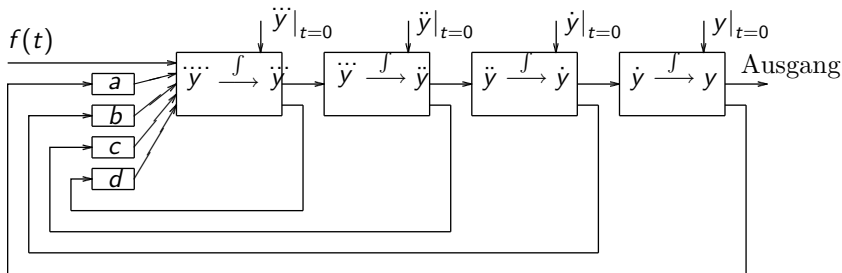 f(t)
y⃛|t=0
ÿ|t=0
ẏ|t=0
y|t=0
Ausgang
y⃜ ∫→ y⃛
y⃛ ∫→ ÿ
ÿ ∫→ ẏ
ẏ ∫→ y
a
b
c
d